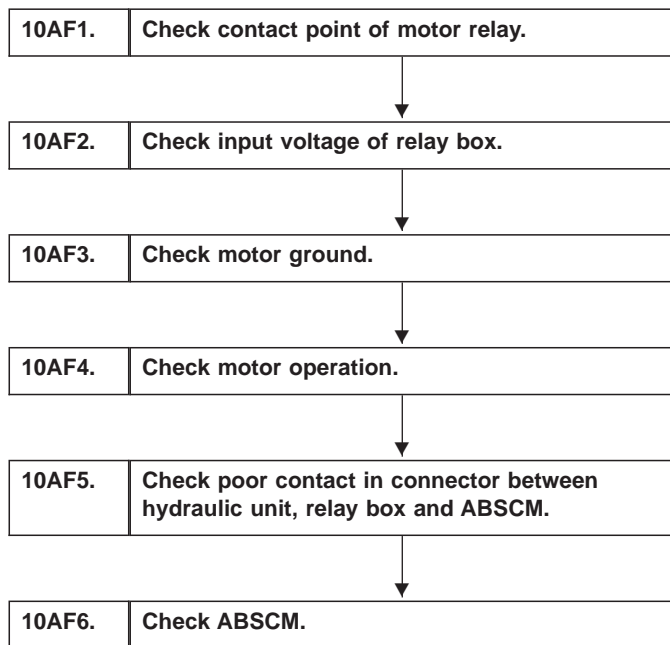 10AF1. Check contact point of motor relay.
10AF2. Check input voltage of relay box.
10AF3. Check motor ground.
10AF4. Check motor operation.
10AF5. Check poor contact in connector between
hydraulic unit, relay box and ABSCM.
10AF6. Check ABSCM.